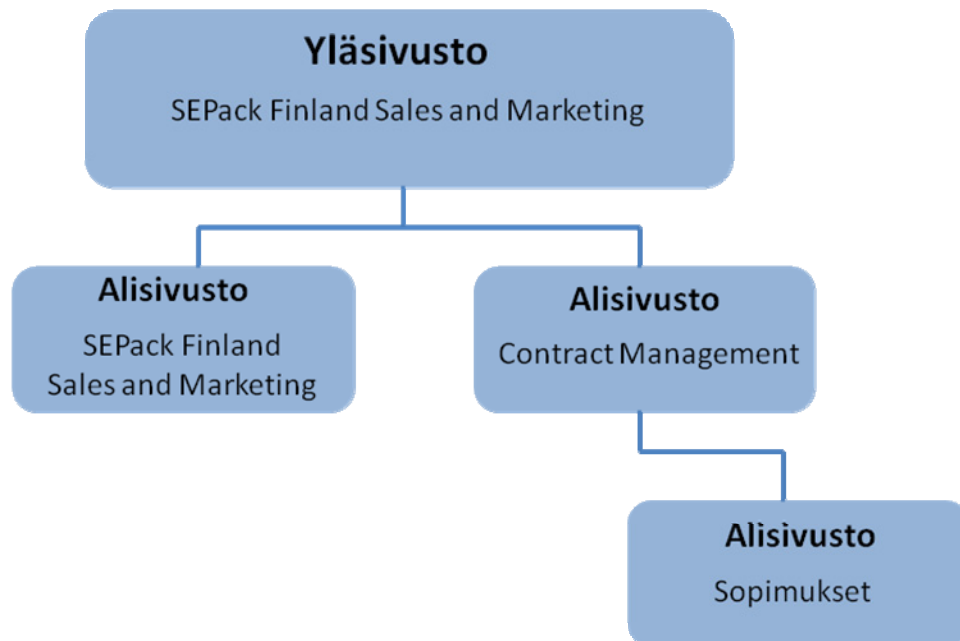 Yläsivusto
SEPack Finland Sales and Marketing
Alisivusto
SEPack Finland
Sales and Marketing
Alisivusto
Contract Management
Alisivusto
Sopimukset